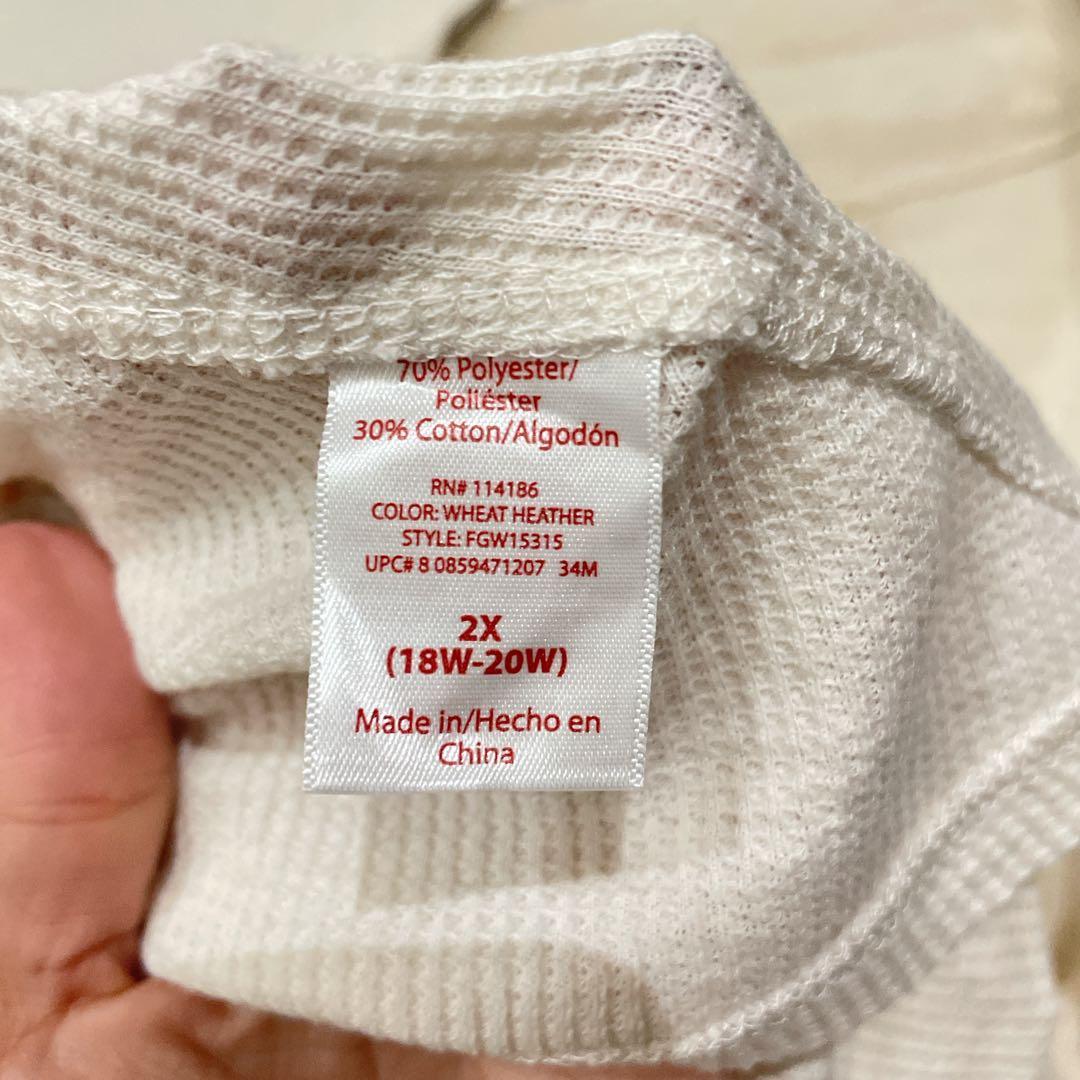 70% Polyester/
Poliéster
30% Cotton/Algodón
RN# 114186
COLOR: WHEAT HEATHER
STYLE: FGW15315
UPC# 8 0859471207 34M
2X
(18W-20W)
Made in/Hecho en
China